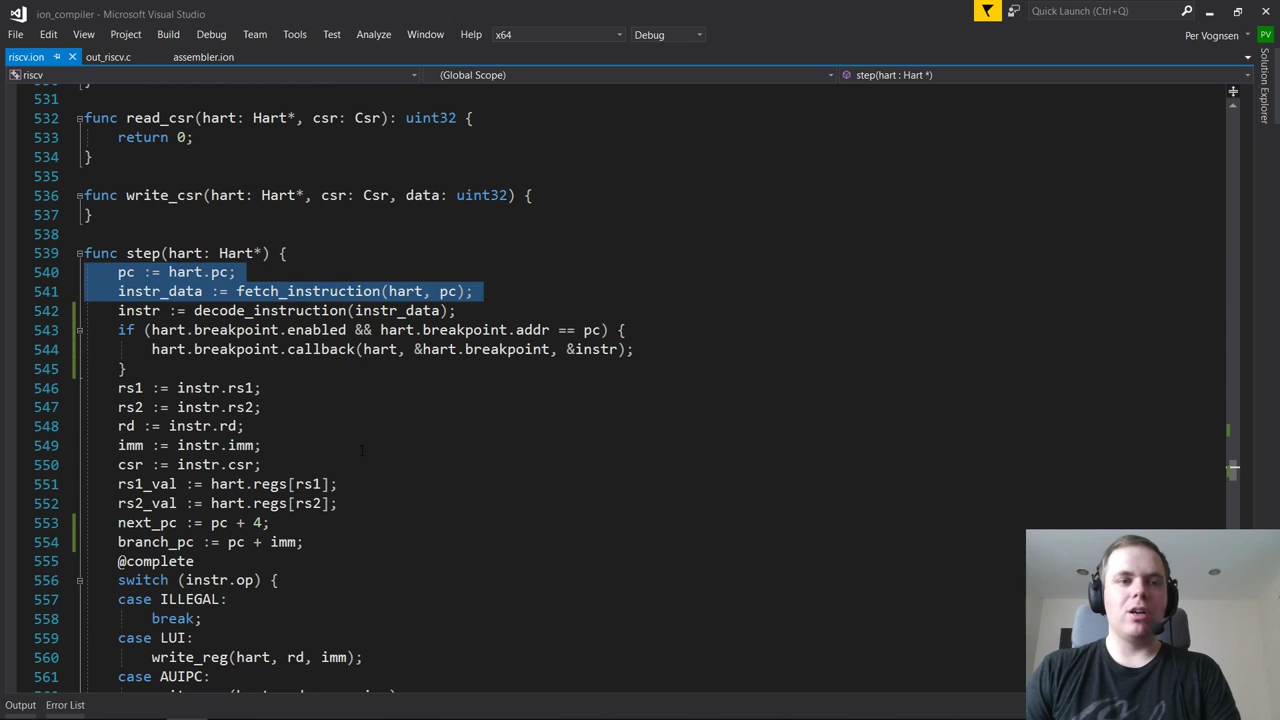 ion_compiler - Microsoft Visual Studio
Quick Launch (Ctrl+Q)
File Edit View Project Build Debug Team Tools Test Analyze Window Help x64 Debug Per Vognsen PV
riscv.ion out_riscv.c assembler.ion
riscv (Global Scope) step(hart : Hart *)
Solution Explorer
531
532 func read_csr(hart: Hart*, csr: Csr): uint32 {
533 return 0;
534 }
535
536 func write_csr(hart: Hart*, csr: Csr, data: uint32) {
537 }
538
539 func step(hart: Hart*) {
540 pc := hart.pc;
541 instr_data := fetch_instruction(hart, pc);
542 instr := decode_instruction(instr_data);
543 if (hart.breakpoint.enabled && hart.breakpoint.addr == pc) {
544 hart.breakpoint.callback(hart, &hart.breakpoint, &instr);
545 }
546 rs1 := instr.rs1;
547 rs2 := instr.rs2;
548 rd := instr.rd;
549 imm := instr.imm;
550 csr := instr.csr;
551 rs1_val := hart.regs[rs1];
552 rs2_val := hart.regs[rs2];
553 next_pc := pc + 4;
554 branch_pc := pc + imm;
555 @complete
556 switch (instr.op) {
557 case ILLEGAL:
558 break;
559 case LUI:
560 write_reg(hart, rd, imm);
561 case AUIPC:
Output Error List